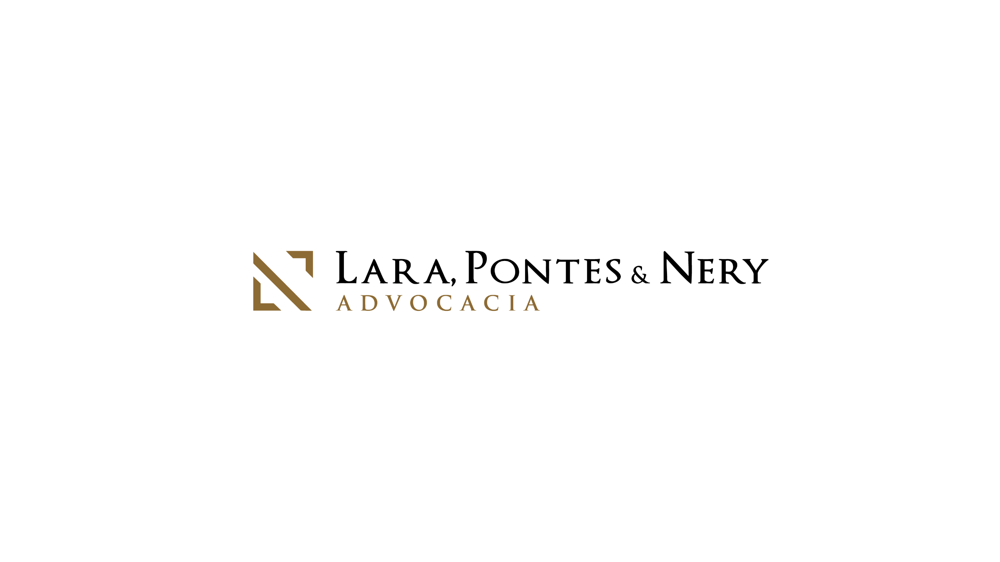 LARA, PONTES & NERY
ADVOCACIA